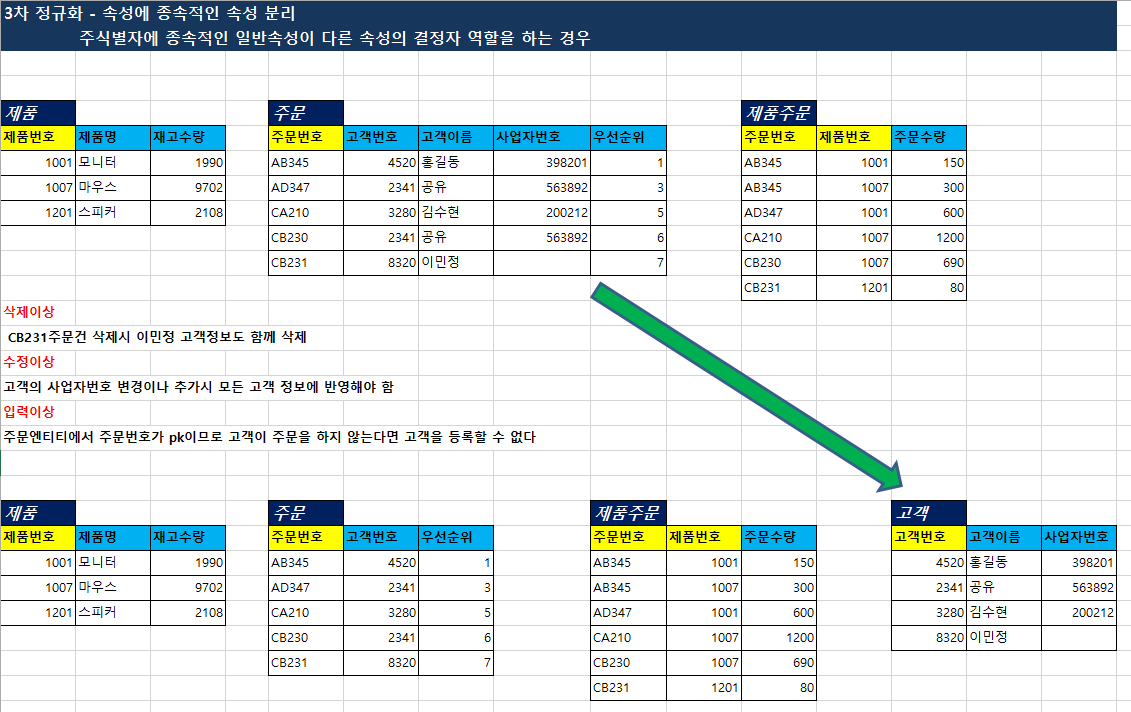 3차 정규화 - 속성에 종속적인 속성 분리
주식별자에 종속적인 일반속성이 다른 속성의 결정자 역할을 하는 경우
제품
제품번호 제품명 재고수량
1001 모니터 1990
1007 마우스 9702
1201 스피커 2108
주문
주문번호 고객번호 고객이름 사업자번호 우선순위
AB345 4520 홍길동 398201 1
AD347 2341 공유 563892 3
CA210 3280 김수현 200212 5
CB230 2341 공유 563892 6
CB231 8320 이민정 7
제품주문
주문번호 제품번호 주문수량
AB345 1001 150
AB345 1007 300
AD347 1001 600
CA210 1007 1200
CB230 1007 690
CB231 1201 80
삭제이상
CB231주문건 삭제시 이민정 고객정보도 함께 삭제
수정이상
고객의 사업자번호 변경이나 추가시 모든 고객 정보에 반영해야 함
입력이상
주문엔티티에서 주문번호가 pk이므로 고객이 주문을 하지 않는다면 고객을 등록할 수 없다
제품
제품번호 제품명 재고수량
1001 모니터 1990
1007 마우스 9702
1201 스피커 2108
주문
주문번호 고객번호 우선순위
AB345 4520 1
AD347 2341 3
CA210 3280 5
CB230 2341 6
CB231 8320 7
제품주문
주문번호 제품번호 주문수량
AB345 1001 150
AB345 1007 300
AD347 1001 600
CA210 1007 1200
CB230 1007 690
CB231 1201 80
고객
고객번호 고객이름 사업자번호
4520 홍길동 398201
2341 공유 563892
3280 김수현 200212
8320 이민정